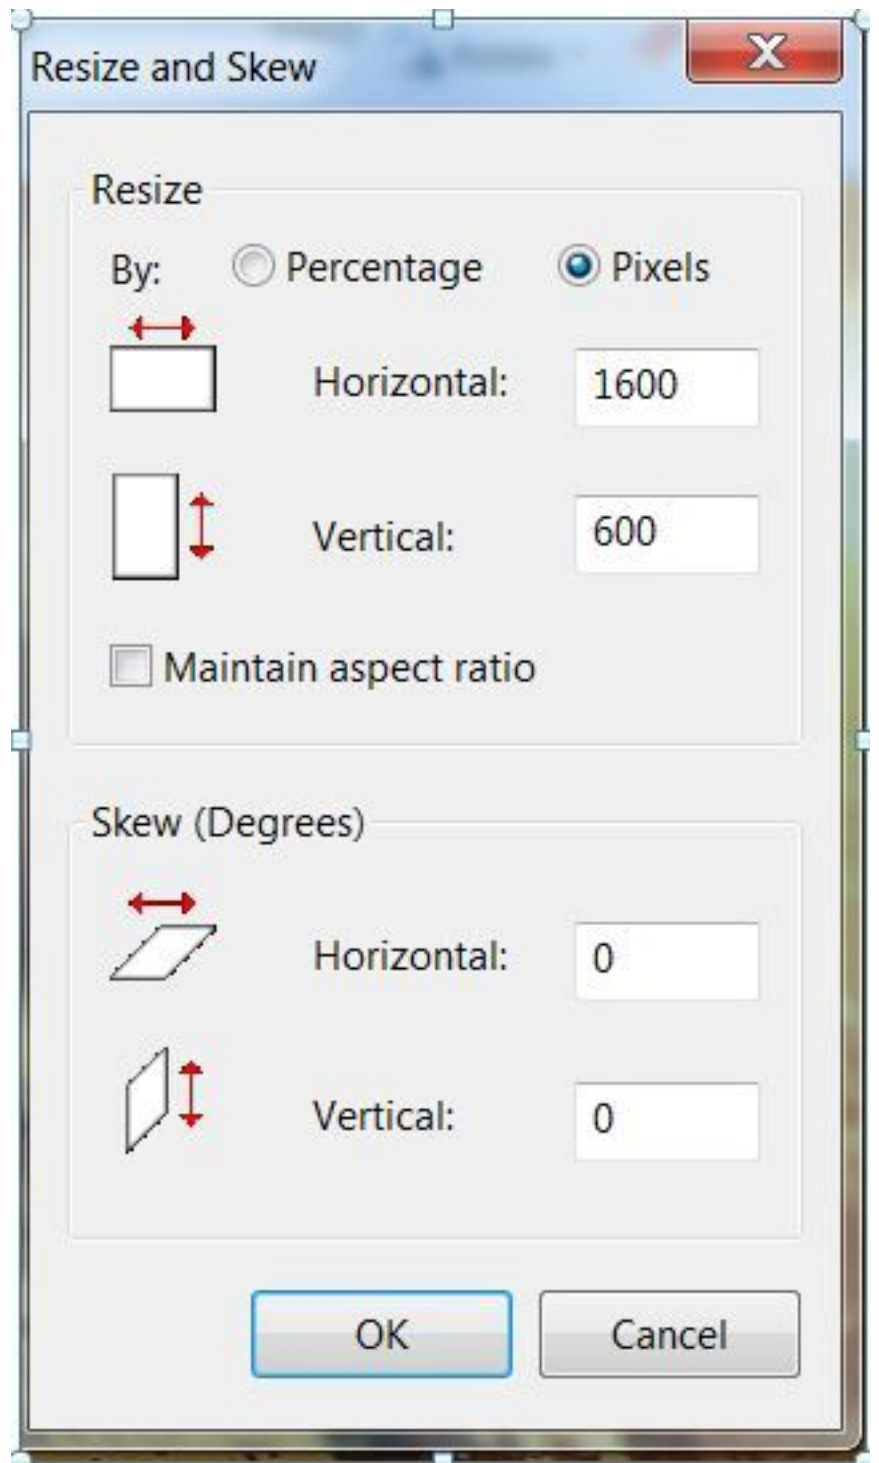 Resize and Skew
Resize
By: Percentage Pixels
Horizontal: 1600
Vertical: 600
Maintain aspect ratio
Skew (Degrees)
Horizontal: 0
Vertical: 0
OK Cancel